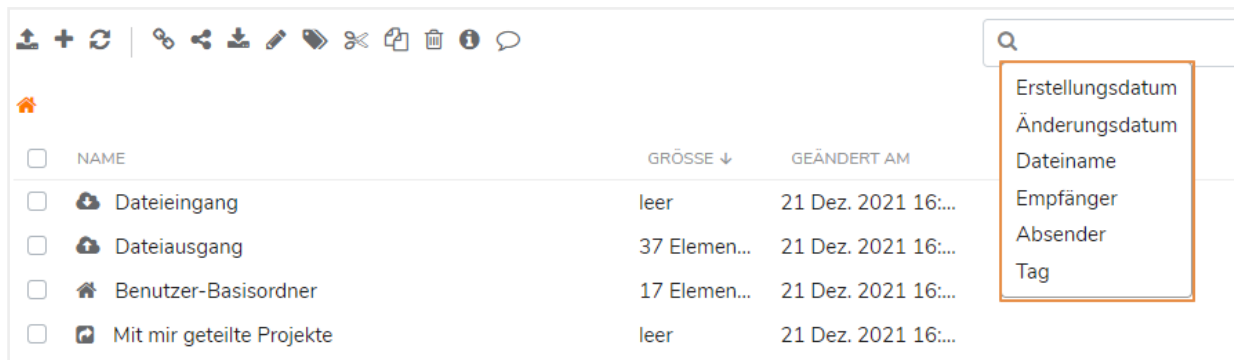 Erstellungsdatum
Änderungsdatum
Dateiname
Empfänger
Absender
Tag
NAME GRÖSSE GEÄNDERT AM
Dateieingang leer 21 Dez. 2021 16:...
Dateiausgang 37 Elemen... 21 Dez. 2021 16:...
Benutzer-Basisordner 17 Elemen... 21 Dez. 2021 16:...
Mit mir geteilte Projekte leer 21 Dez. 2021 16:...